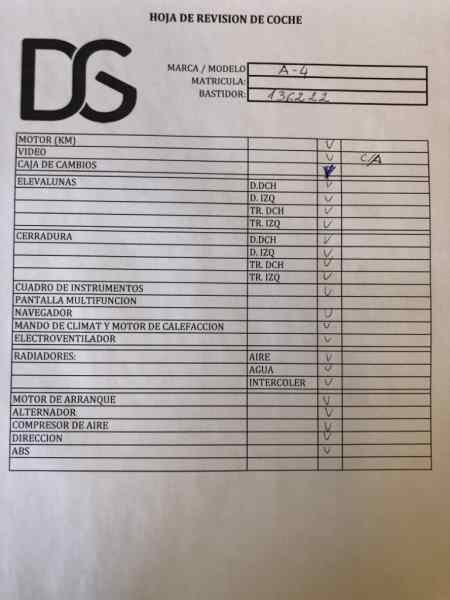 HOJA DE REVISION DE COCHE
DS
MARCA / MODELO A-4
MATRICULA:
BASTIDOR: 136222
MOTOR (KM) V
VIDEO V C/A
CAJA DE CAMBIOS V
ELEVALUNAS D.DCH V
D. IZQ V
TR. DCH V
TR. IZQ V
CERRADURA D.DCH V
D. IZQ V
TR. DCH V
TR. IZQ V
CUADRO DE INSTRUMENTOS V
PANTALLA MULTIFUNCION
NAVEGADOR V
MANDO DE CLIMAT Y MOTOR DE CALEFACCION V
ELECTROVENTILADOR V
RADIADORES: AIRE V
AGUA V
INTERCOLER V
MOTOR DE ARRANQUE V
ALTERNADOR V
COMPRESOR DE AIRE V
DIRECCION V
ABS V